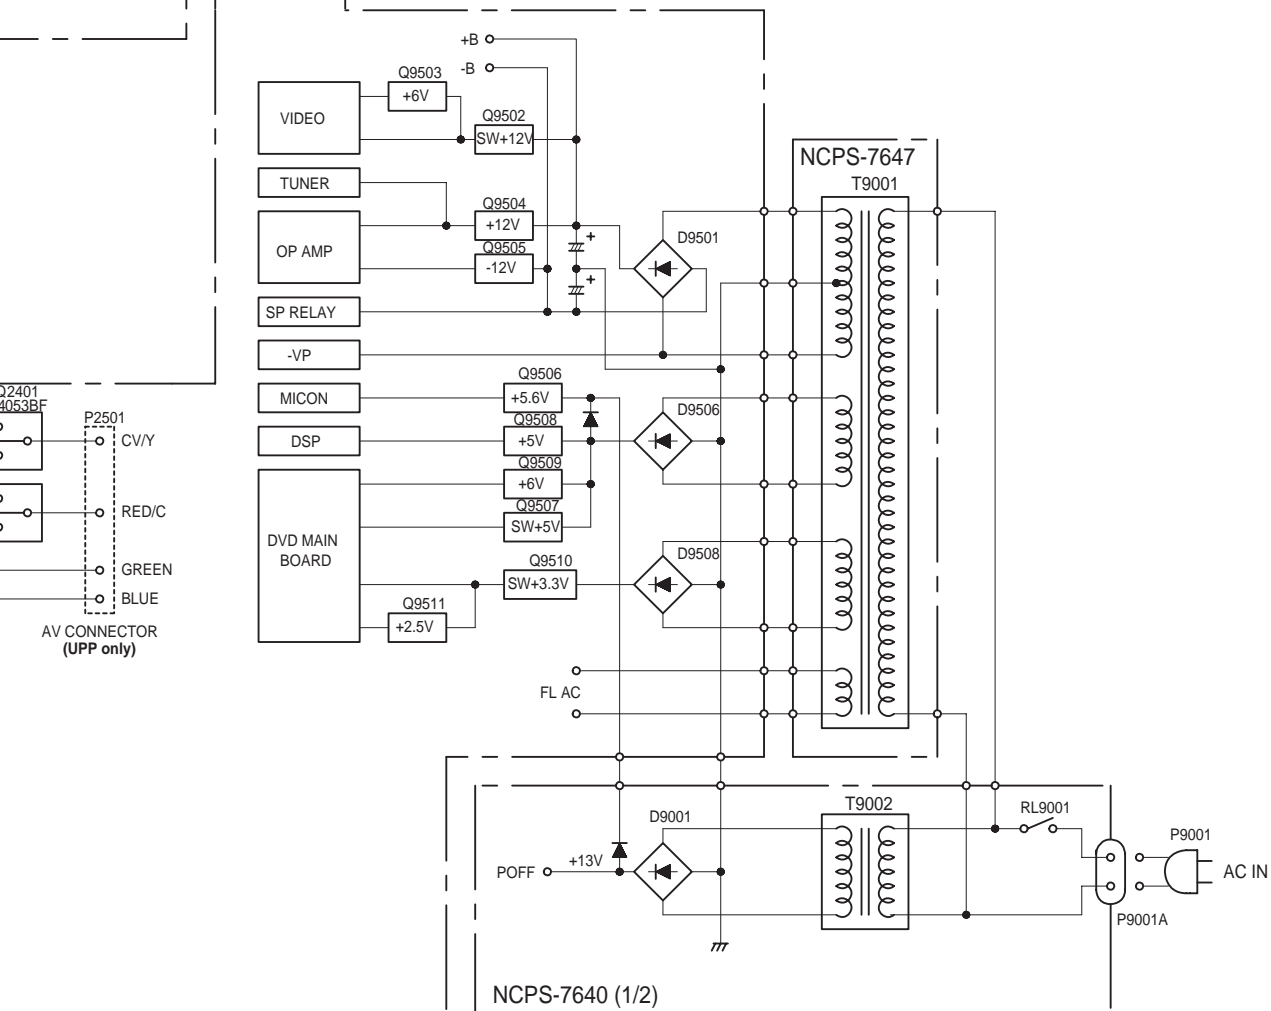 +B
-B
Q9503
+6V
Q9502
SW+12V
VIDEO
NCPS-7647
T9001
TUNER
Q9504
+12V
OP AMP
Q9505
-12V
+
+
D9501
SP RELAY
-VP
Q9506
MICON
+5.6V
D9506
Q9508
DSP
+5V
Q9509
+6V
Q9507
SW+5V
DVD MAIN
BOARD
Q9510
SW+3.3V
D9508
Q9511
+2.5V
FL AC
Q2401
4053BF
P2501
CV/Y
RED/C
GREEN
BLUE
AV CONNECTOR
(UPP only)
D9001
T9002
RL9001
P9001
POFF
+13V
AC IN
P9001A
NCPS-7640 (1/2)